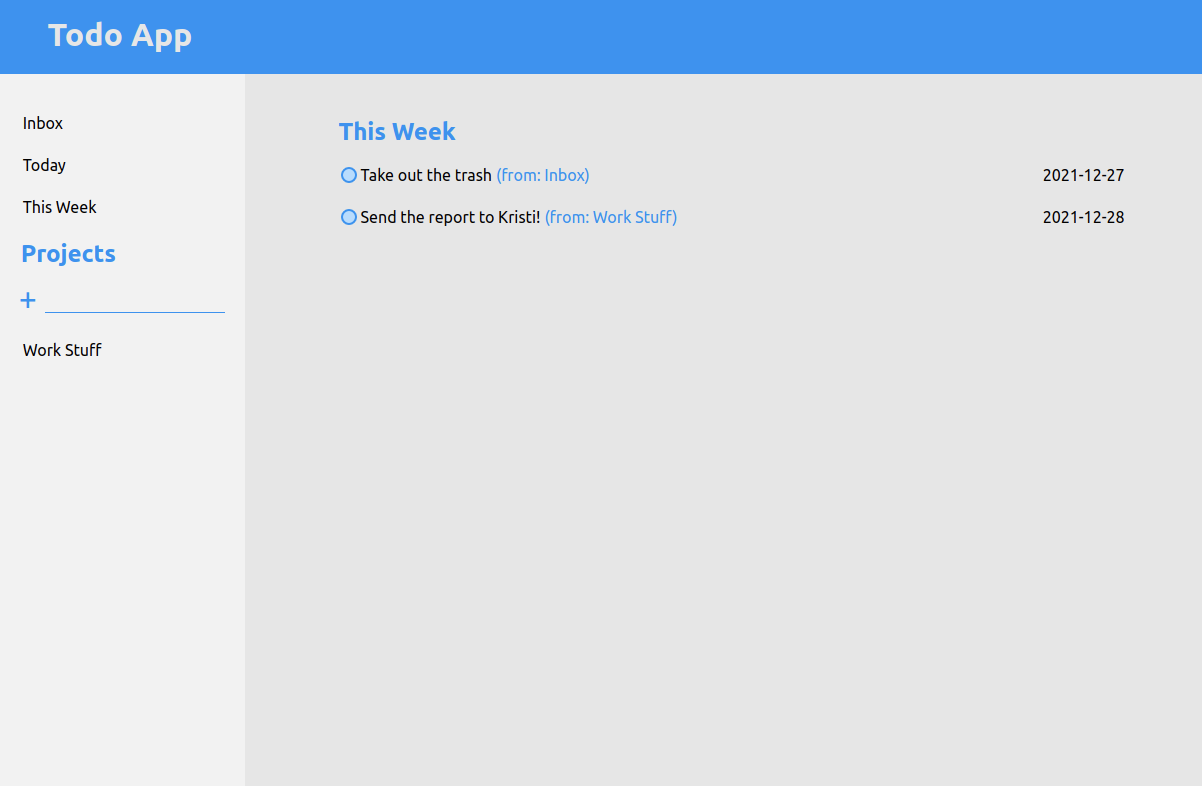 Todo App
Inbox
Today
This Week
Projects
+
Work Stuff
This Week
Take out the trash (from: Inbox) 2021-12-27
Send the report to Kristi! (from: Work Stuff) 2021-12-28